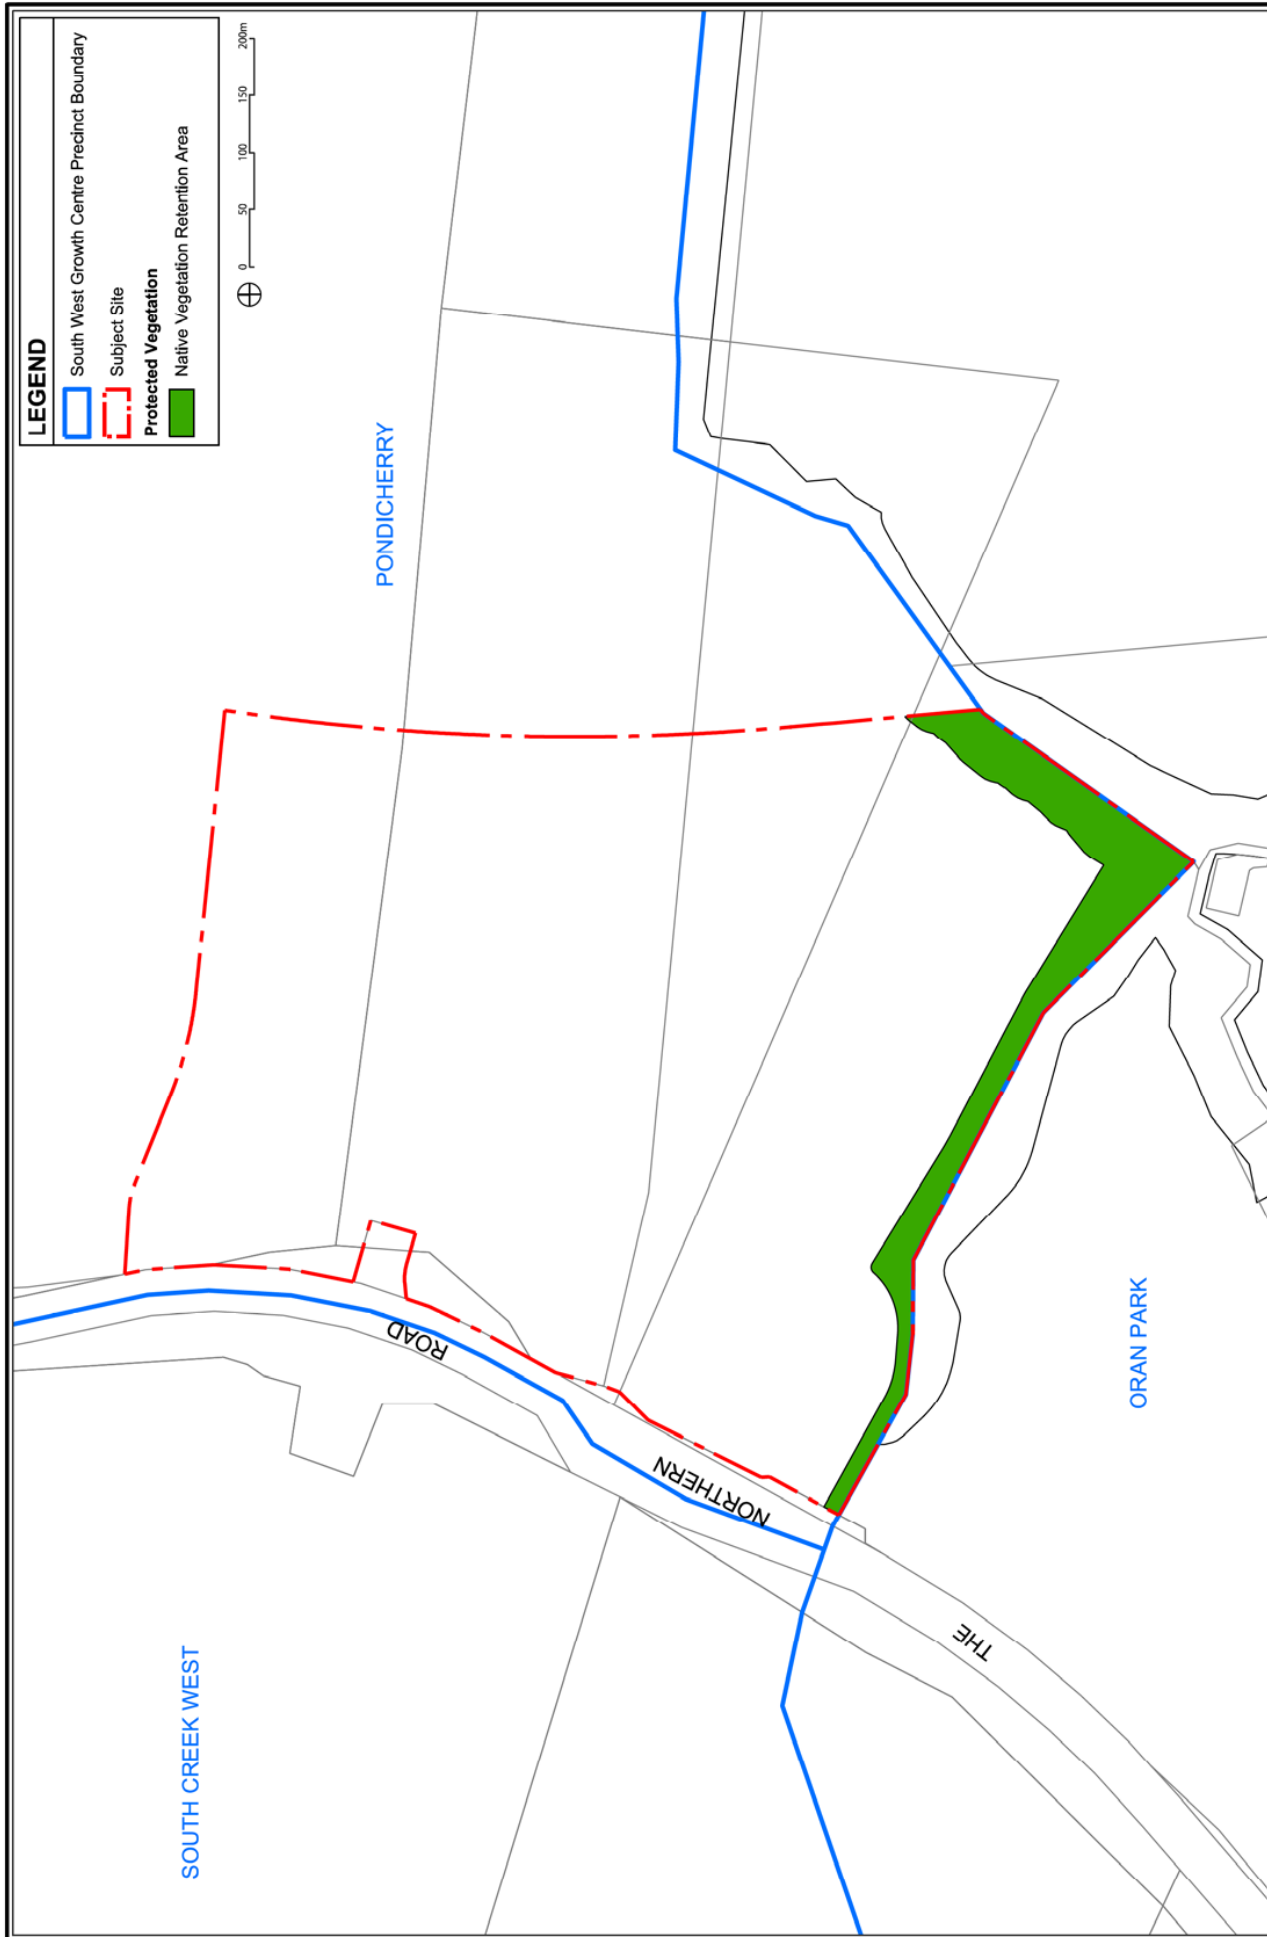 LEGEND
South West Growth Centre Precinct Boundary
Subject Site
Protected Vegetation
Native Vegetation Retention Area
0 50 100 150 200m
SOUTH CREEK WEST
PONDICHERRY
THE
NORTHERN
ROAD
ORAN PARK